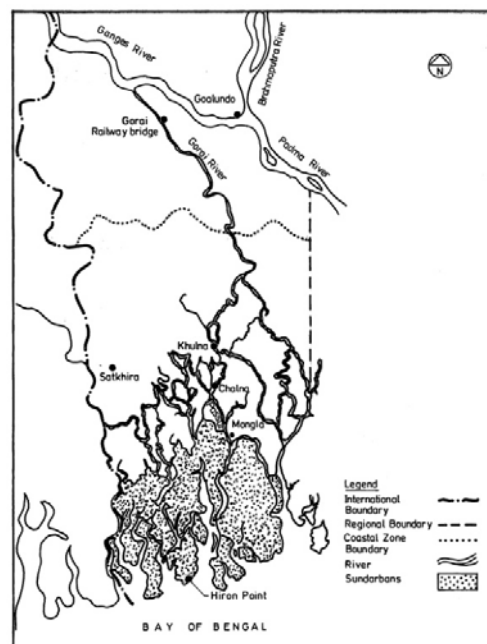 Ganges River
Brahmaputra River
Goalundo
N
Gorai
Railway bridge
Gorai River
Padma River
Khulna
Satkhira
Chalna
Mongla
Legend
International
Boundary
Regional Boundary
Coastal Zone
Boundary
River
Sundarbans
Hiron Point
BAY OF BENGAL